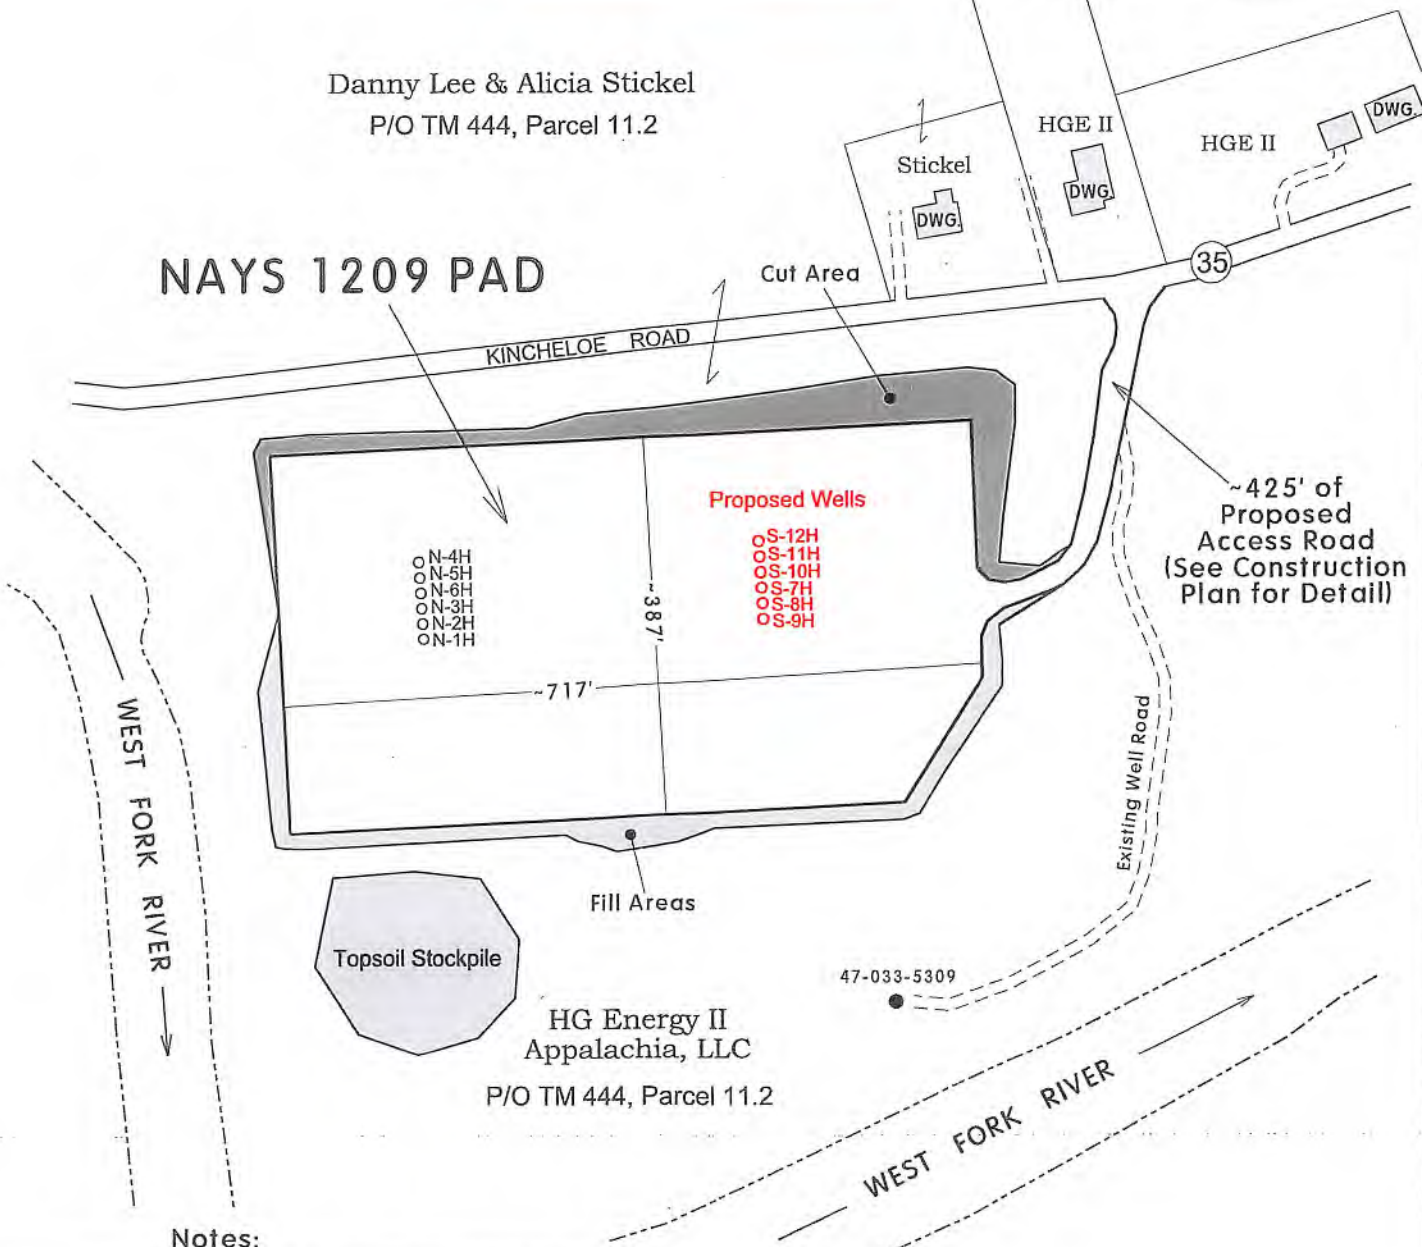 Danny Lee & Alicia Stickel
P/O TM 444, Parcel 11.2
HGE II
HGE II
DWG.
Stickel
DWG.
DWG.
NAYS 1209 PAD
Cut Area
35
KINCHELOE ROAD
Proposed Wells
~425' of
Proposed
Access Road
(See Construction
Plan for Detail)
S-12H
S-11H
S-10H
S-7H
S-8H
S-9H
N-4H
N-5H
N-6H
N-3H
N-2H
N-1H
~387'
~717'
WEST FORK RIVER
Existing Well Road
Fill Areas
Topsoil Stockpile
47-033-5309
HG Energy II
Appalachia, LLC
P/O TM 444, Parcel 11.2
WEST FORK RIVER
Notes: